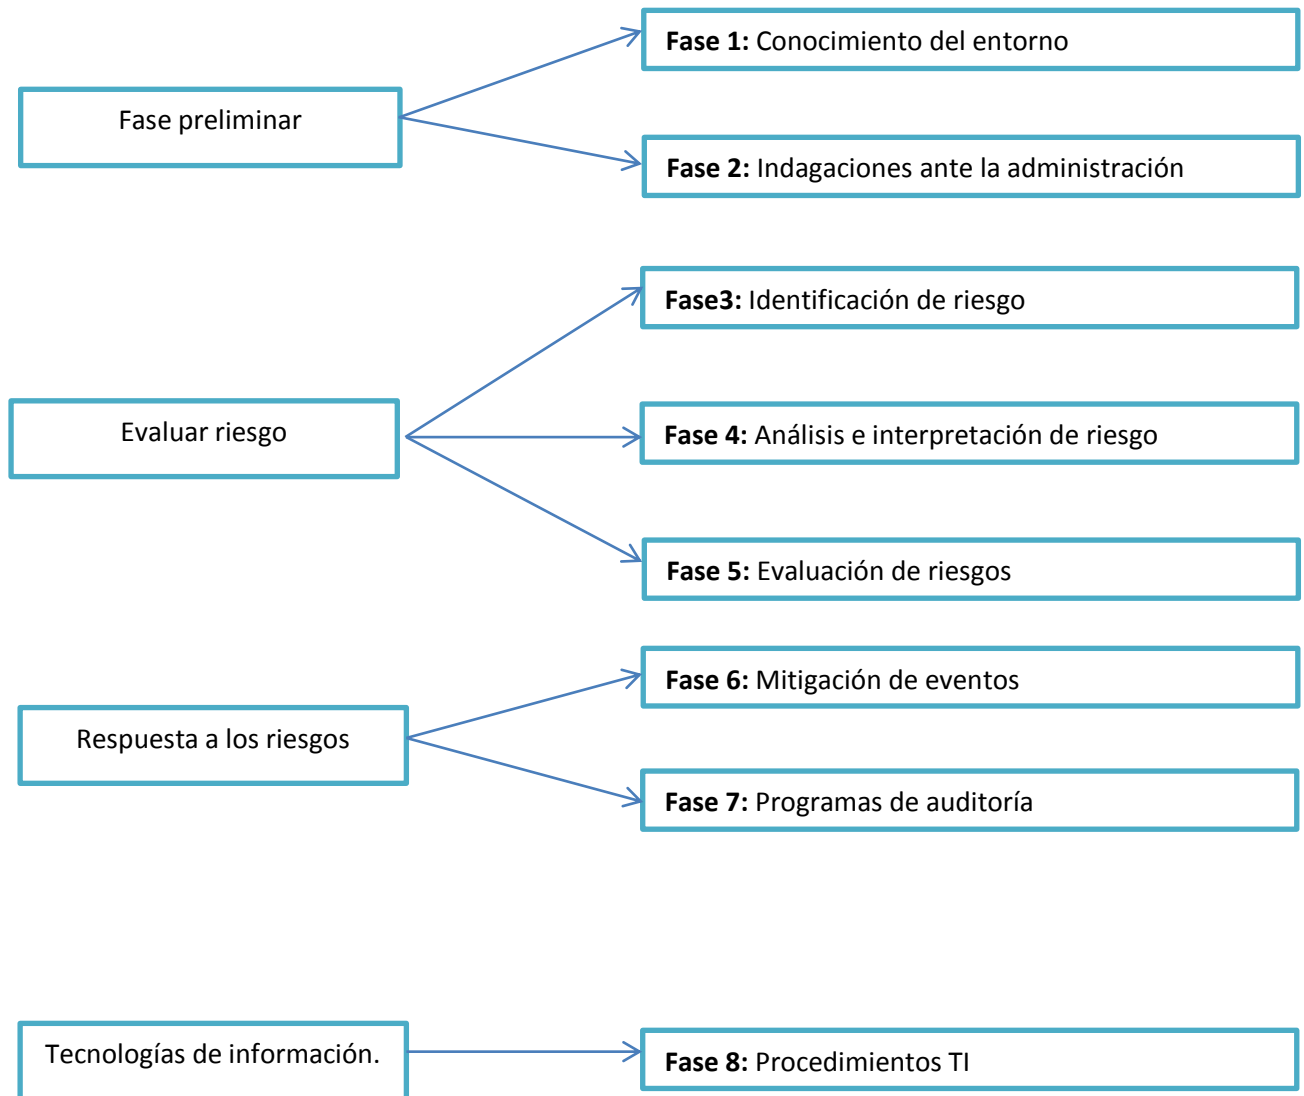 Fase preliminar
Fase 1: Conocimiento del entorno
Fase 2: Indagaciones ante la administración
Evaluar riesgo
Fase3: Identificación de riesgo
Fase 4: Análisis e interpretación de riesgo
Fase 5: Evaluación de riesgos
Respuesta a los riesgos
Fase 6: Mitigación de eventos
Fase 7: Programas de auditoría
Tecnologías de información.
Fase 8: Procedimientos TI